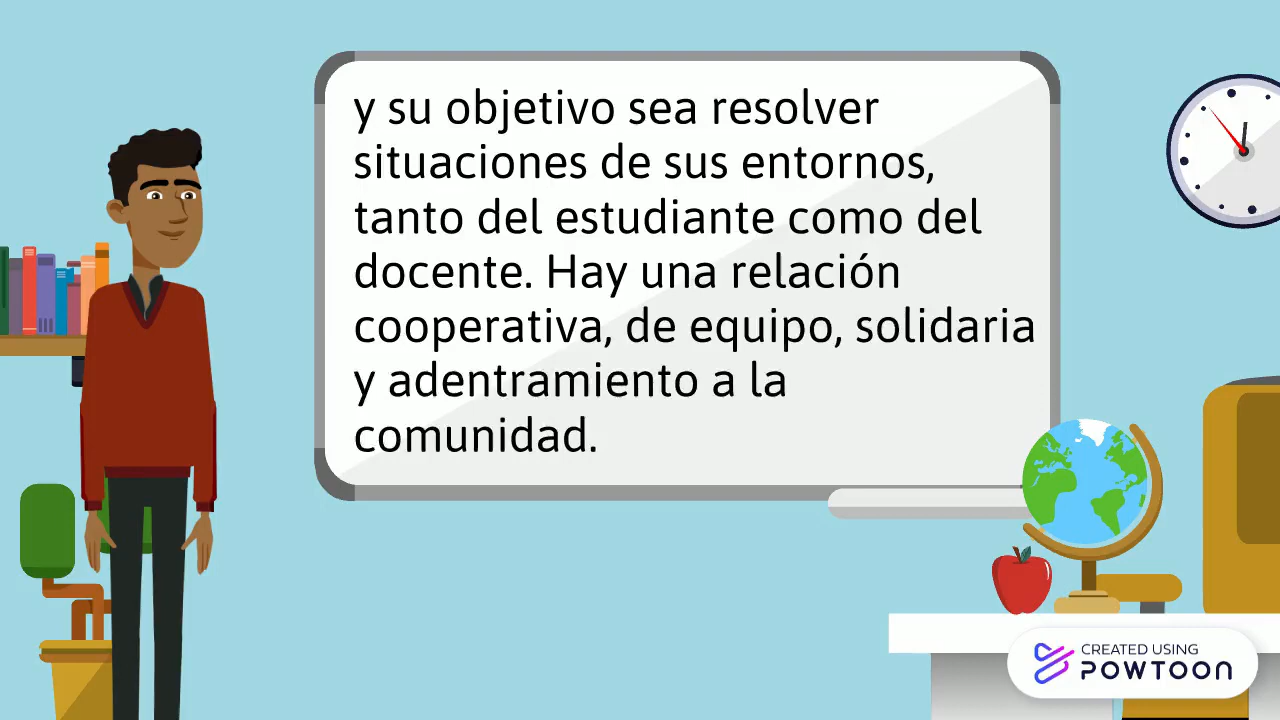 y su objetivo sea resolver
situaciones de sus entornos,
tanto del estudiante como del
docente. Hay una relación
cooperativa, de equipo, solidaria
y adentramiento a la
comunidad.
CREATED USING
POWTOON